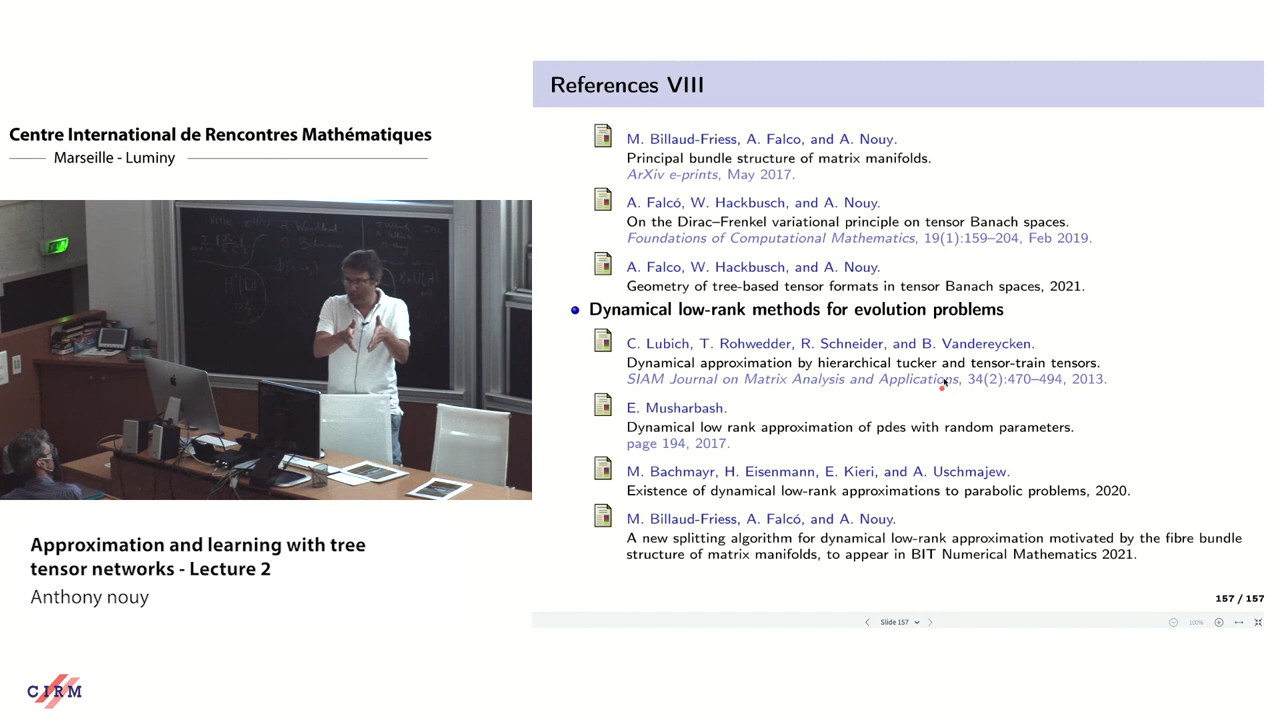 Centre International de Rencontres Mathématiques
Marseille - Luminy
Approximation and learning with tree
tensor networks - Lecture 2
Anthony nouy
CIRM
References VIII
M. Billaud-Friess, A. Falco, and A. Nouy.
Principal bundle structure of matrix manifolds.
ArXiv e-prints, May 2017.
A. Falcó, W. Hackbusch, and A. Nouy.
On the Dirac–Frenkel variational principle on tensor Banach spaces.
Foundations of Computational Mathematics, 19(1):159–204, Feb 2019.
A. Falco, W. Hackbusch, and A. Nouy.
Geometry of tree-based tensor formats in tensor Banach spaces, 2021.
Dynamical low-rank methods for evolution problems
C. Lubich, T. Rohwedder, R. Schneider, and B. Vandereycken.
Dynamical approximation by hierarchical tucker and tensor-train tensors.
SIAM Journal on Matrix Analysis and Applications, 34(2):470–494, 2013.
E. Musharbash.
Dynamical low rank approximation of pdes with random parameters.
page 194, 2017.
M. Bachmayr, H. Eisenmann, E. Kieri, and A. Uschmajew.
Existence of dynamical low-rank approximations to parabolic problems, 2020.
M. Billaud-Friess, A. Falcó, and A. Nouy.
A new splitting algorithm for dynamical low-rank approximation motivated by the fibre bundle
structure of matrix manifolds, to appear in BIT Numerical Mathematics 2021.
157 / 157
Slide 157
100%